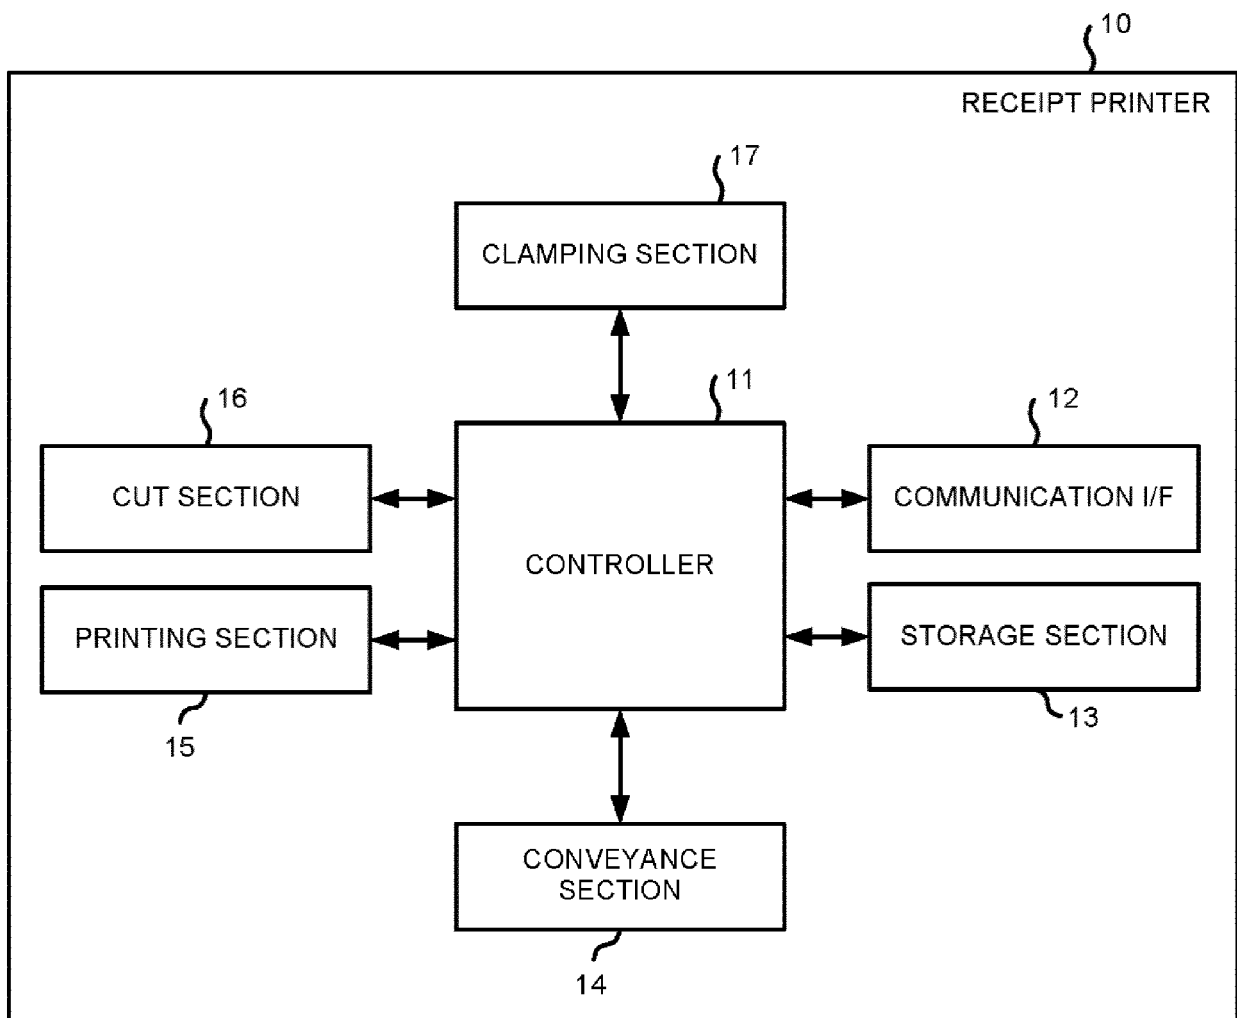 10
RECEIPT PRINTER
17
CLAMPING SECTION
11
16
12
CUT SECTION
COMMUNICATION I/F
CONTROLLER
PRINTING SECTION
STORAGE SECTION
15
13
CONVEYANCE
SECTION
14